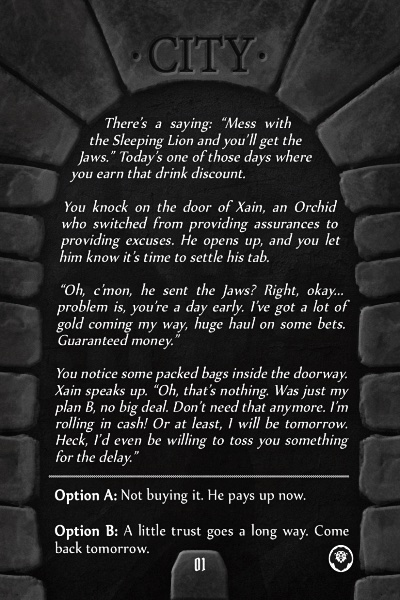 ·CITY·
There's a saying: “Mess with
the Sleeping Lion and you'll get the
Jaws.” Today's one of those days where
you earn that drink discount.
You knock on the door of Xain, an Orchid
who switched from providing assurances to
providing excuses. He opens up, and you let
him know it's time to settle his tab.
“Oh, c'mon, he sent the Jaws? Right, okay...
problem is, you're a day early. I've got a lot of
gold coming my way, huge haul on some bets.
Guaranteed money.”
You notice some packed bags inside the doorway.
Xain speaks up. “Oh, that's nothing. Was just my
plan B, no big deal. Don't need that anymore. I'm
rolling in cash! Or at least, I will be tomorrow.
Heck, I'd even be willing to toss you something
for the delay.”
Option A: Not buying it. He pays up now.
Option B: A little trust goes a long way. Come
back tomorrow.
01